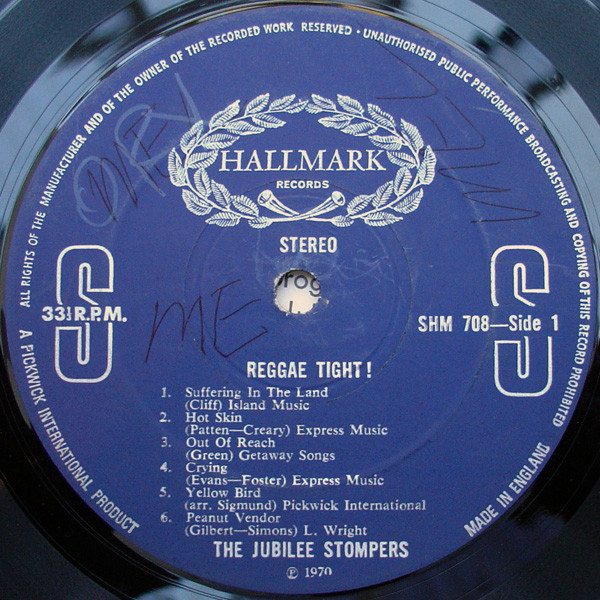 ALL RIGHTS OF THE MANUFACTURER AND OF THE OWNER OF THE RECORDED WORK RESERVED · UNAUTHORISED PUBLIC PERFORMANCE BROADCASTING AND COPYING OF THIS RECORD PROHIBITED
HALLMARK
RECORDS
STEREO
S
S
33⅓ R.P.M.
SHM 708—Side 1
ME
REGGAE TIGHT!
1. Suffering In The Land
(Cliff) Island Music
2. Hot Skin
(Patten—Creary) Express Music
3. Out Of Reach
(Green) Getaway Songs
4. Crying
(Evans—Foster) Express Music
5. Yellow Bird
(arr. Sigmund) Pickwick International
6. Peanut Vendor
(Gilbert—Simons) L. Wright
THE JUBILEE STOMPERS
℗ 1970
A PICKWICK INTERNATIONAL PRODUCT
MADE IN ENGLAND